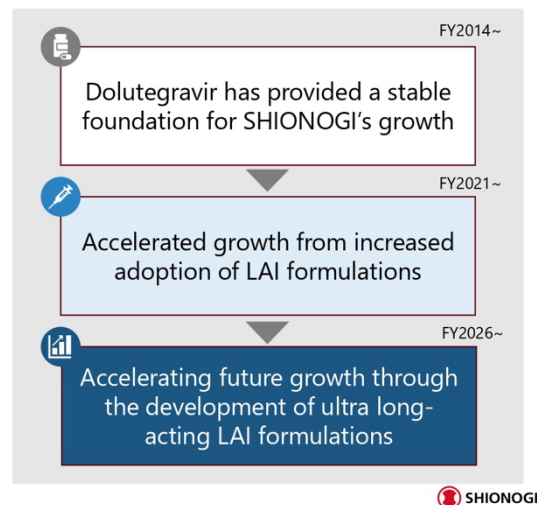 FY2014~
Dolutegravir has provided a stable
foundation for SHIONOGI's growth
FY2021~
Accelerated growth from increased
adoption of LAI formulations
FY2026~
Accelerating future growth through
the development of ultra long-
acting LAI formulations
SHIONOGI